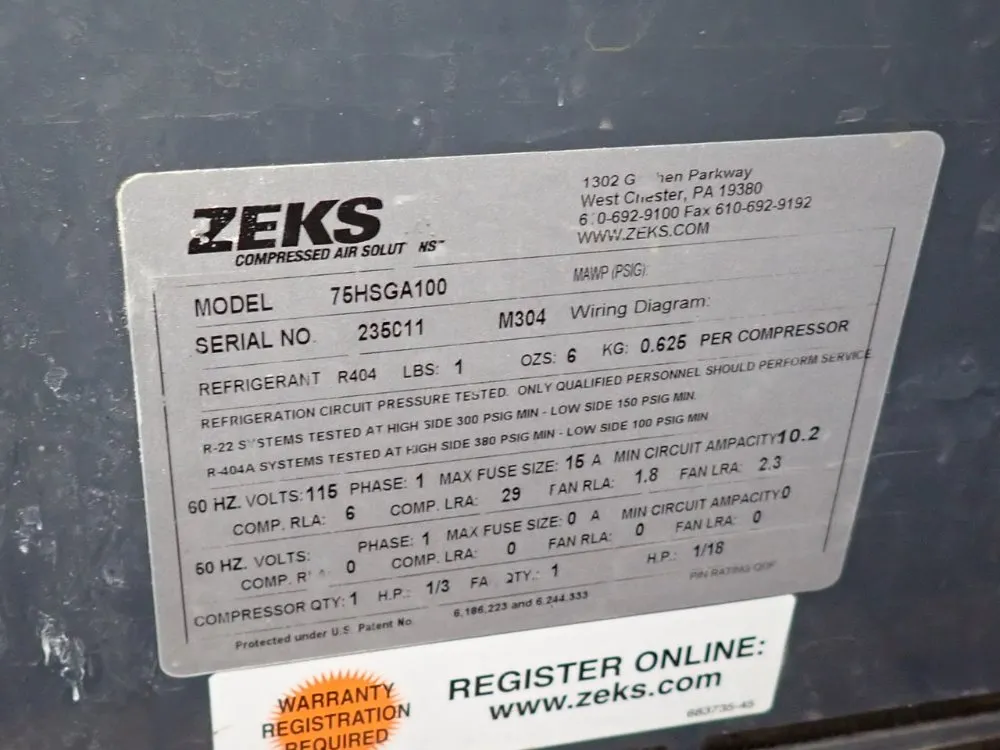 ZEKS
COMPRESSED AIR SOLUT NS™
1302 G hen Parkway
West Chester, PA 19380
6 0-692-9100 Fax 610-692-9192
WWW.ZEKS.COM
MODEL 75HSGA100 MAWP (PSIG):
SERIAL NO. 235011 M304 Wiring Diagram:
REFRIGERANT R404 LBS: 1 OZS: 6 KG: 0.625 PER COMPRESSOR
REFRIGERATION CIRCUIT PRESSURE TESTED. ONLY QUALIFIED PERSONNEL SHOULD PERFORM SERVICE
R-22 SYSTEMS TESTED AT HIGH SIDE 300 PSIG MIN - LOW SIDE 150 PSIG MIN.
R-404A SYSTEMS TESTED AT HIGH SIDE 380 PSIG MIN - LOW SIDE 100 PSIG MIN
60 HZ. VOLTS: 115 PHASE: 1 MAX FUSE SIZE: 15 A MIN CIRCUIT AMPACITY 10.2
COMP. RLA: 6 COMP. LRA: 29 FAN RLA: 1.8 FAN LRA: 2.3
50 HZ. VOLTS: PHASE: 1 MAX FUSE SIZE: 0 A MIN CIRCUIT AMPACITY 0
COMP. R A 0 COMP. LRA: 0 FAN RLA: 0 FAN LRA: 0
COMPRESSOR QTY: 1 H.P.: 1/3 FA QTY.: 1 H.P.: 1/18
Protected under U.S. Patent No. 6,186,223 and 6,244,333
WARRANTY
REGISTRATION
REQUIRED
REGISTER ONLINE:
www.zeks.com
683735-45